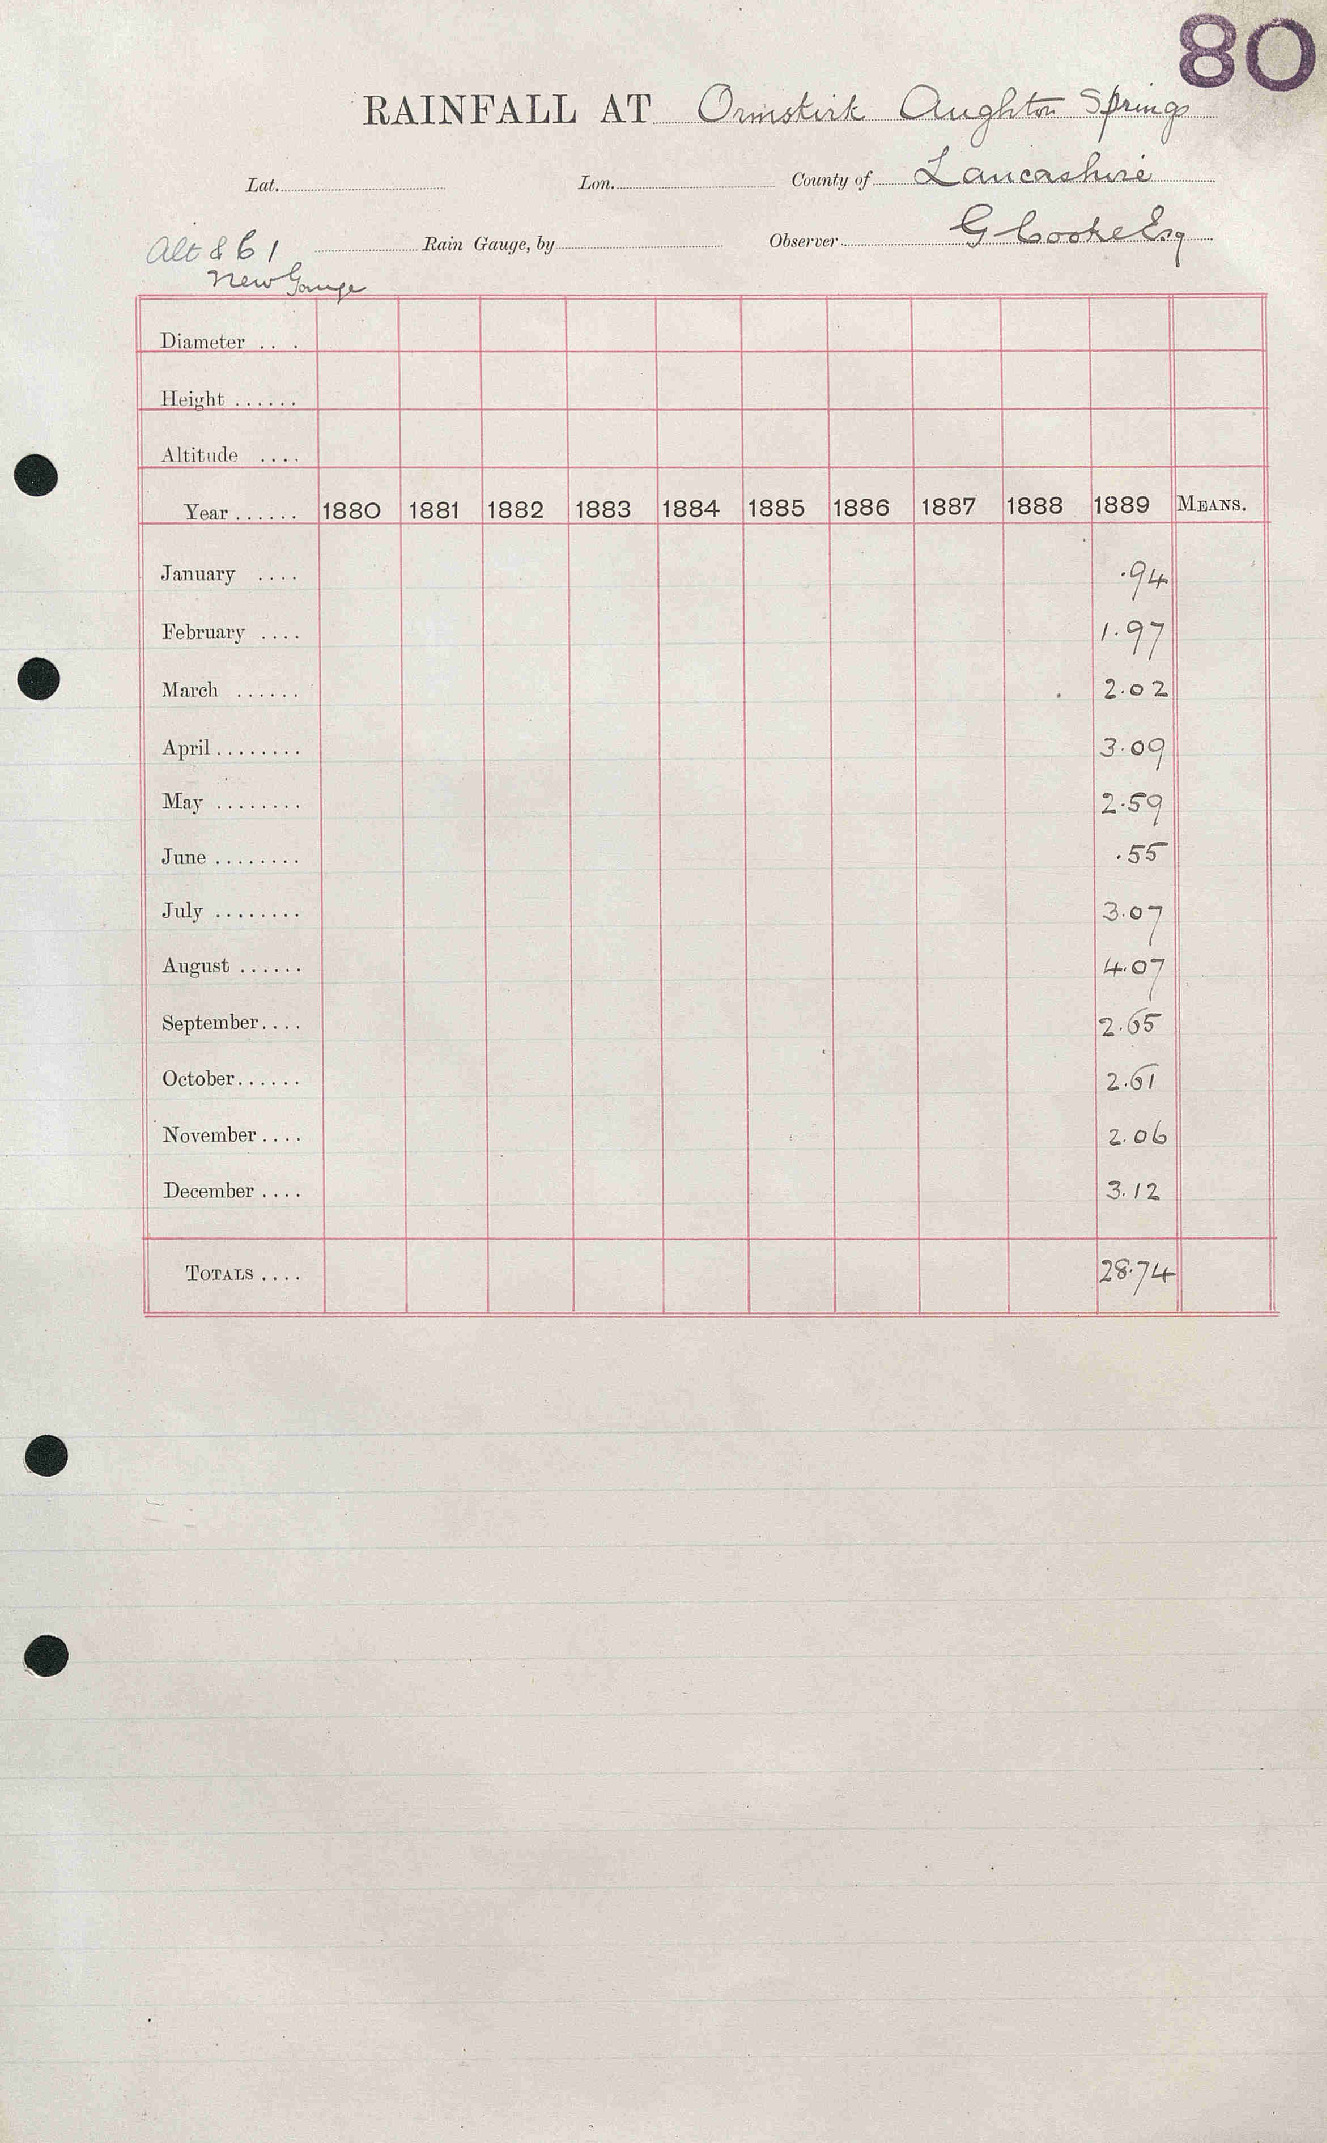 80
RAINFALL AT Ormskirk Aughton Springs
Lat. Lon. County of Lancashire
Rain Gauge, by Observer G Cooke Esq
New Gauge
Diameter
Height
Altitude
Year 1880 1881 1882 1883 1884 1885 1886 1887 1888 1889 MEANS.
January .94
February 1.97
March 2.02
April 3.09
May 2.59
June .55
July 3.07
August 4.07
September 2.65
October 2.61
November 2.06
December 3.12
TOTALS 28.74